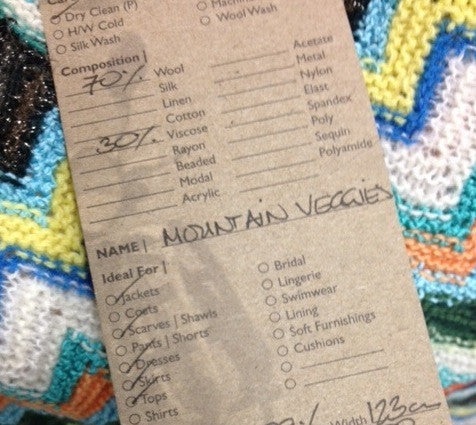 Dry Clean (P)
H/W Cold
Silk Wash
Wool Wash
Composition |
70% Wool
Silk
Linen
Cotton
30% Viscose
Rayon
Beaded
Modal
Acrylic
Acetate
Metal
Nylon
Elast
Spandex
Poly
Sequin
Polyamide
NAME | MOUNTAIN VEGGIES
Ideal For |
Jackets
Coats
Scarves | Shawls
Pants | Shorts
Dresses
Skirts
Tops
Shirts
Bridal
Lingerie
Swimwear
Lining
Soft Furnishings
Cushions
Width 123cm